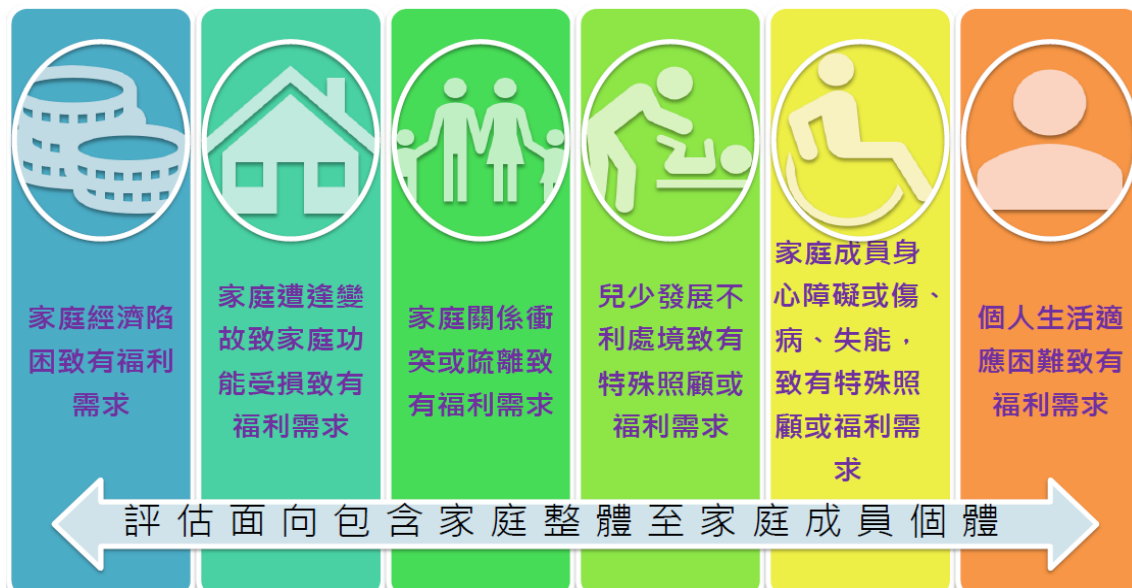 家庭經濟陷
困致有福利
需求
家庭遭逢變
故致家庭功
能受損致有
福利需求
家庭關係衝
突或疏離致
有福利需求
兒少發展不
利處境致有
特殊照顧或
福利需求
家庭成員身
心障礙或傷、
病、失能，
致有特殊照
顧或福利需
求
個人生活適
應困難致有
福利需求
評估面向包含家庭整體至家庭成員個體